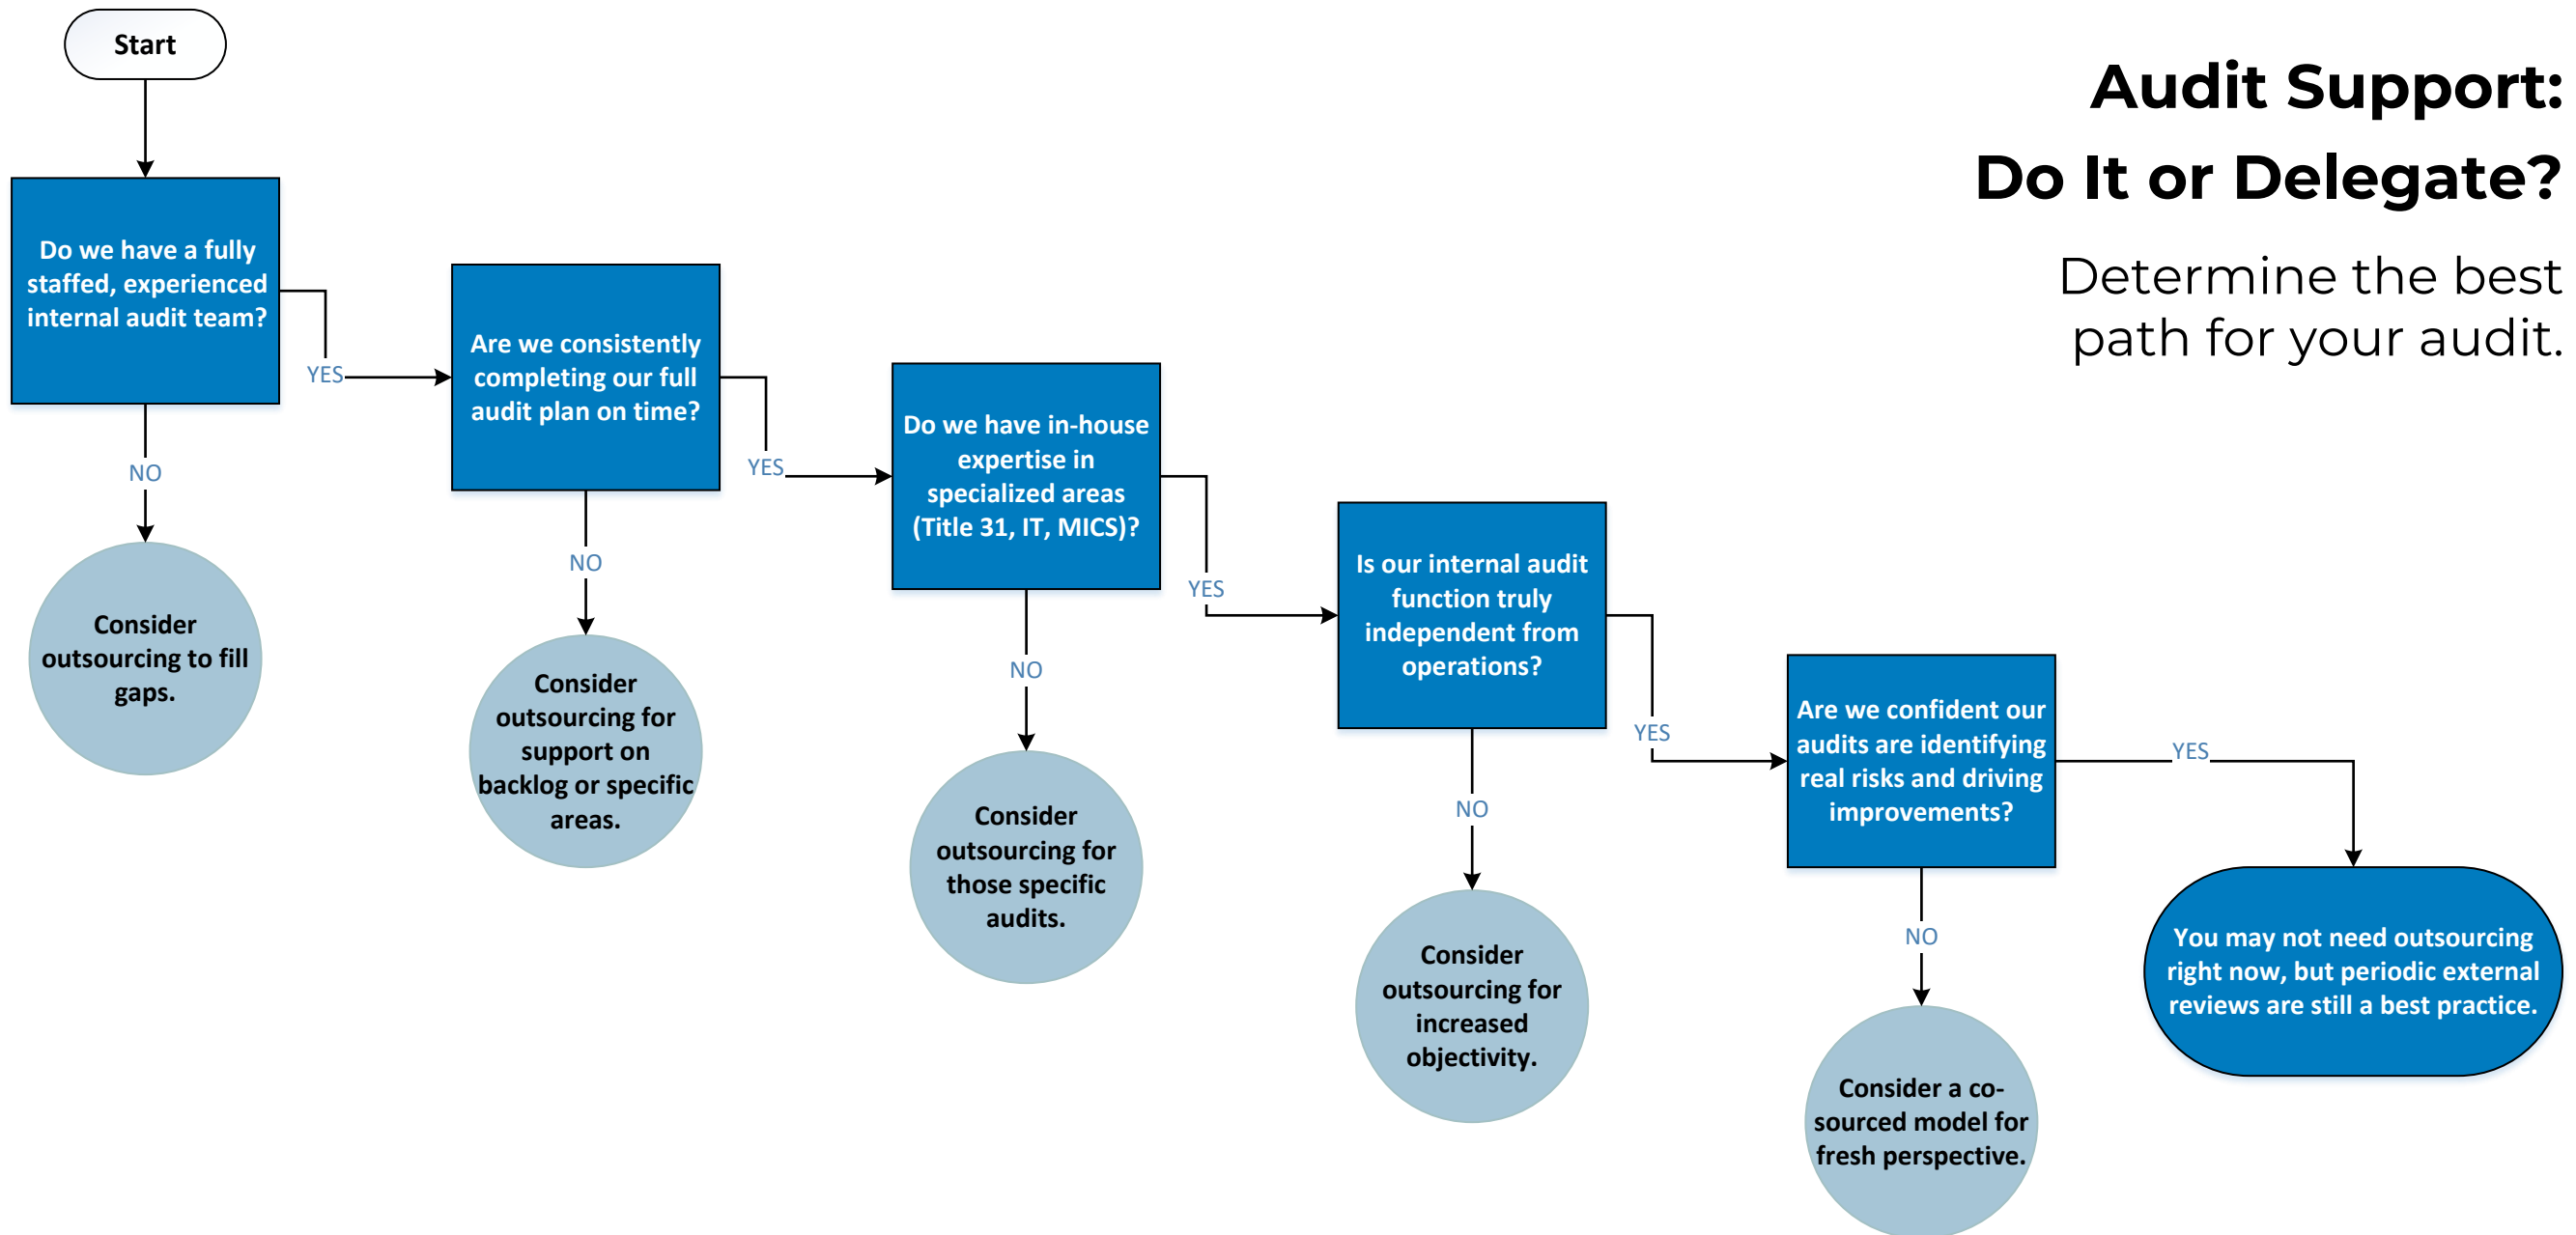 Start
Audit Support:
Do It or Delegate?
Determine the best
path for your audit.
Do we have a fully
staffed, experienced
internal audit team?
YES
NO
Consider
outsourcing to fill
gaps.
Are we consistently
completing our full
audit plan on time?
YES
NO
Consider
outsourcing for
support on
backlog or specific
areas.
Do we have in-house
expertise in
specialized areas
(Title 31, IT, MICS)?
YES
NO
Consider
outsourcing for
those specific
audits.
Is our internal audit
function truly
independent from
operations?
YES
NO
Consider
outsourcing for
increased
objectivity.
Are we confident our
audits are identifying
real risks and driving
improvements?
YES
NO
Consider a co-
sourced model for
fresh perspective.
You may not need outsourcing
right now, but periodic external
reviews are still a best practice.